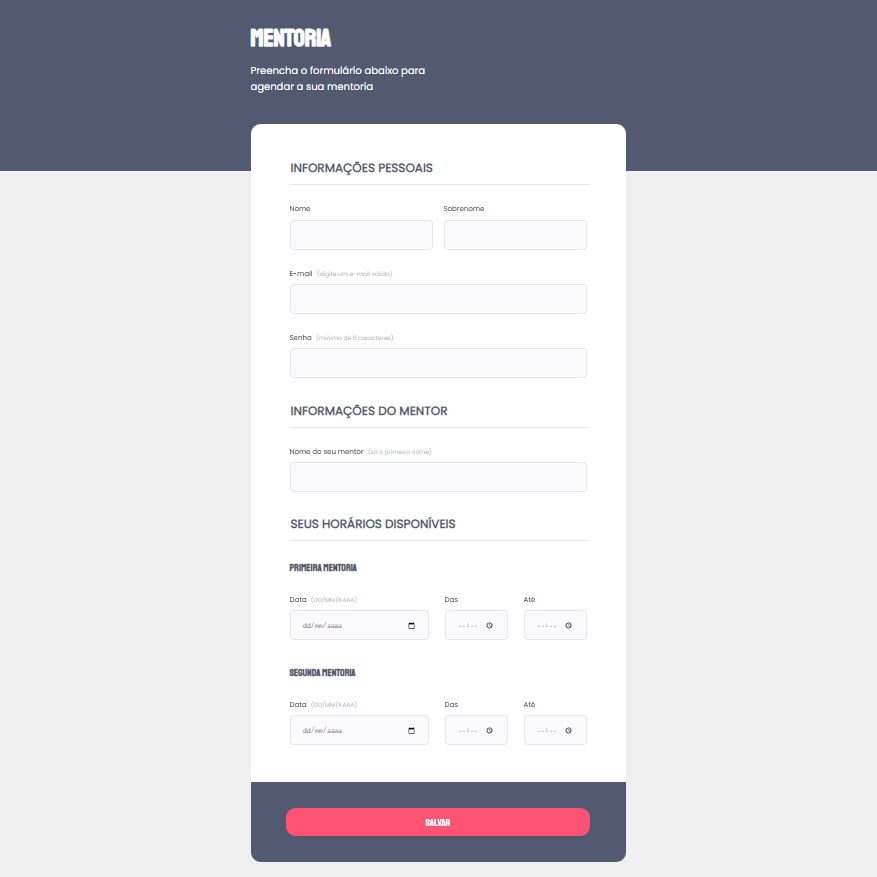 MENTORIA
Preencha o formulário abaixo para
agendar a sua mentoria
INFORMAÇÕES PESSOAIS
Nome Sobrenome
E-mail (digite um e-mail válido)
Senha (mínimo de 6 caracteres)
INFORMAÇÕES DO MENTOR
Nome do seu mentor (só o primeiro nome)
SEUS HORÁRIOS DISPONÍVEIS
PRIMEIRA MENTORIA
Data (DD/MM/AAAA) Das Até
dd/mm/aaaa --:-- --:--
SEGUNDA MENTORIA
Data (DD/MM/AAAA) Das Até
dd/mm/aaaa --:-- --:--
SALVAR